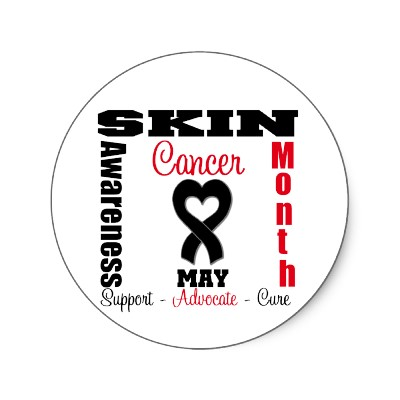 SKIN
Cancer
Awareness
Month
MAY
Support - Advocate - Cure